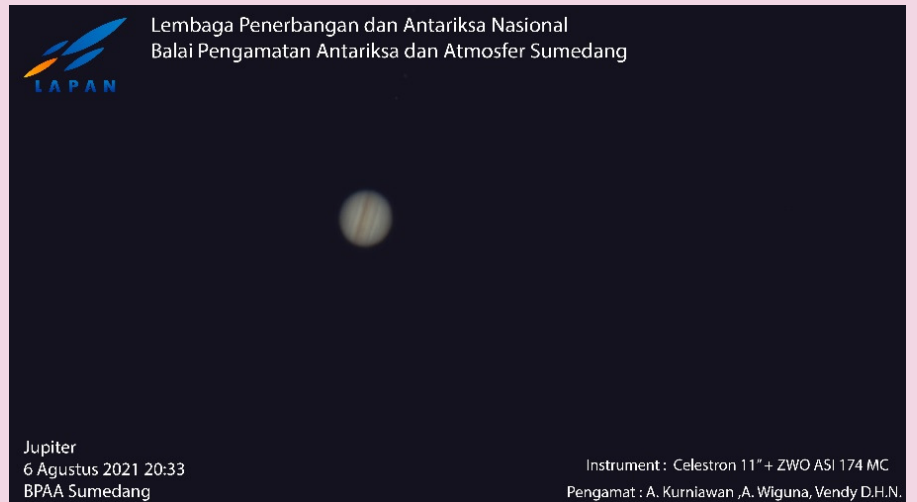 Lembaga Penerbangan dan Antariksa Nasional
Balai Pengamatan Antariksa dan Atmosfer Sumedang
LAPAN
Jupiter
6 Agustus 2021 20:33
BPAA Sumedang
Instrument : Celestron 11"+ ZWO ASI 174 MC
Pengamat : A. Kurniawan ,A. Wiguna, Vendy D.H.N.